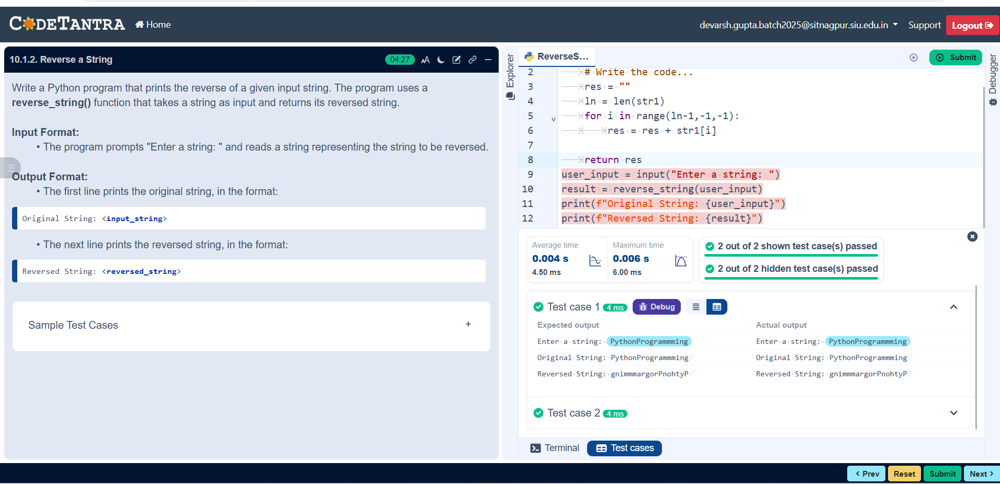 CODETANTRA Home devarsh.gupta.batch2025@sitnagpur.siu.edu.in Support Logout
10.1.2. Reverse a String 04:27 AA
Write a Python program that prints the reverse of a given input string. The program uses a
reverse_string() function that takes a string as input and returns its reversed string.
Input Format:
• The program prompts "Enter a string: " and reads a string representing the string to be reversed.
Output Format:
• The first line prints the original string, in the format:
Original String: <input_string>
• The next line prints the reversed string, in the format:
Reversed String: <reversed_string>
Sample Test Cases +
Explorer
ReverseS... Submit
Debugger
2 # Write the code...
3 res = ""
4 ln = len(str1)
5 for i in range(ln-1,-1,-1):
6 res = res + str1[i]
7
8 return res
9 user_input = input("Enter a string: ")
10 result = reverse_string(user_input)
11 print(f"Original String: {user_input}")
12 print(f"Reversed String: {result}")
Average time Maximum time
0.004 s 0.006 s
4.50 ms 6.00 ms
2 out of 2 shown test case(s) passed
2 out of 2 hidden test case(s) passed
Test case 1 4 ms Debug
Expected output Actual output
Enter a string: PythonProgrammming Enter a string: PythonProgrammming
Original String: PythonProgrammming Original String: PythonProgrammming
Reversed String: gnimmmargorPnohtyP Reversed String: gnimmmargorPnohtyP
Test case 2 4 ms
Terminal Test cases
< Prev Reset Submit Next >